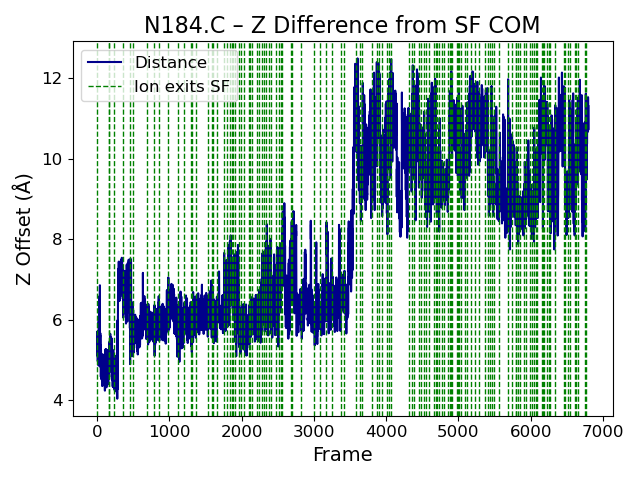 N184.C – Z Difference from SF COM
Distance
Ion exits SF
Z Offset (Å)
12
10
8
6
4
0 1000 2000 3000 4000 5000 6000 7000
Frame